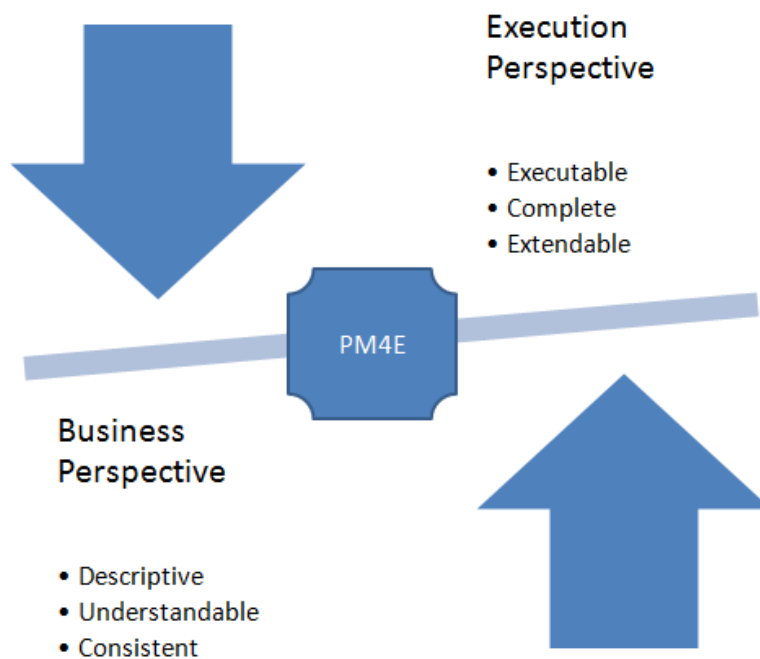 Execution
Perspective
• Executable
• Complete
• Extendable
PM4E
Business
Perspective
• Descriptive
• Understandable
• Consistent